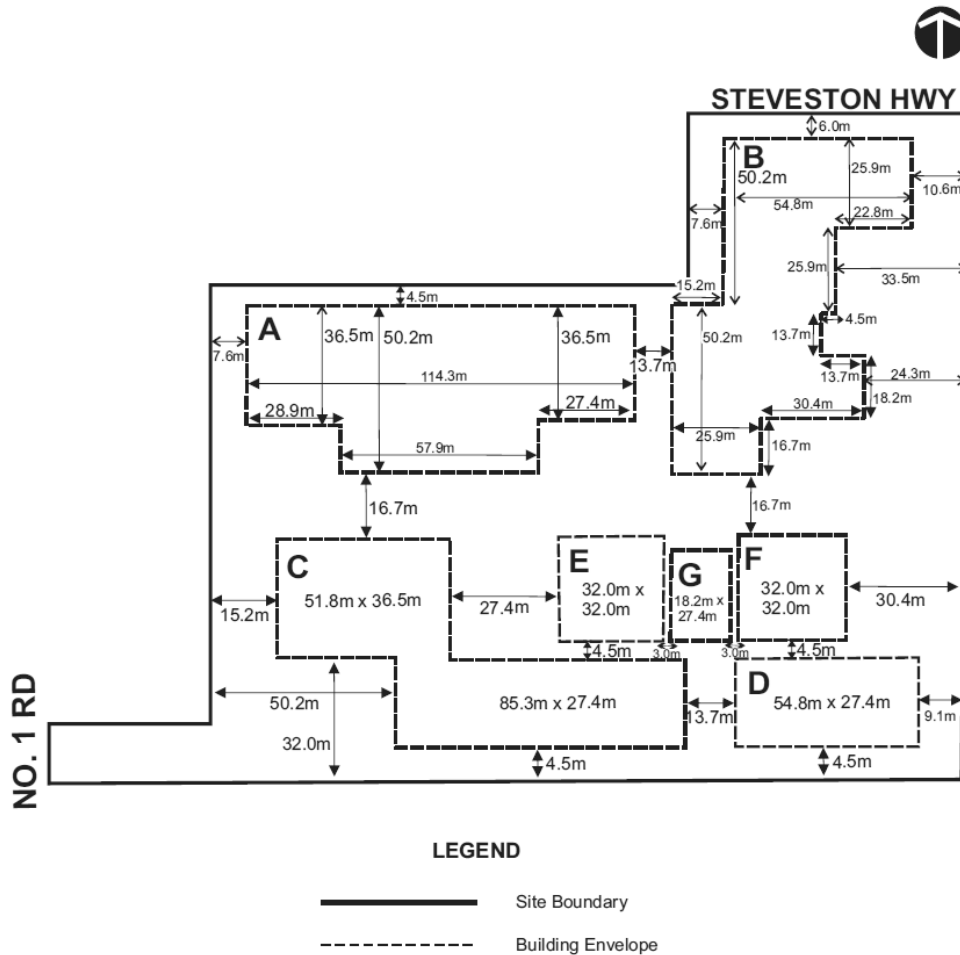 STEVESTON HWY
6.0m
B
50.2m
25.9m
10.6m
54.8m
22.8m
7.6m
25.9m
33.5m
15.2m
4.5m
A
36.5m
50.2m
36.5m
50.2m
4.5m
13.7m
7.6m
13.7m
114.3m
13.7m
24.3m
18.2m
28.9m
27.4m
30.4m
57.9m
25.9m
16.7m
16.7m
16.7m
C
E
G
F
51.8m x 36.5m
32.0m x
32.0m
18.2m x
27.4m
32.0m x
32.0m
15.2m
27.4m
30.4m
4.5m
3.0m
3.0m
4.5m
D
50.2m
85.3m x 27.4m
13.7m
54.8m x 27.4m
9.1m
32.0m
4.5m
4.5m
NO. 1 RD
LEGEND
Site Boundary
Building Envelope